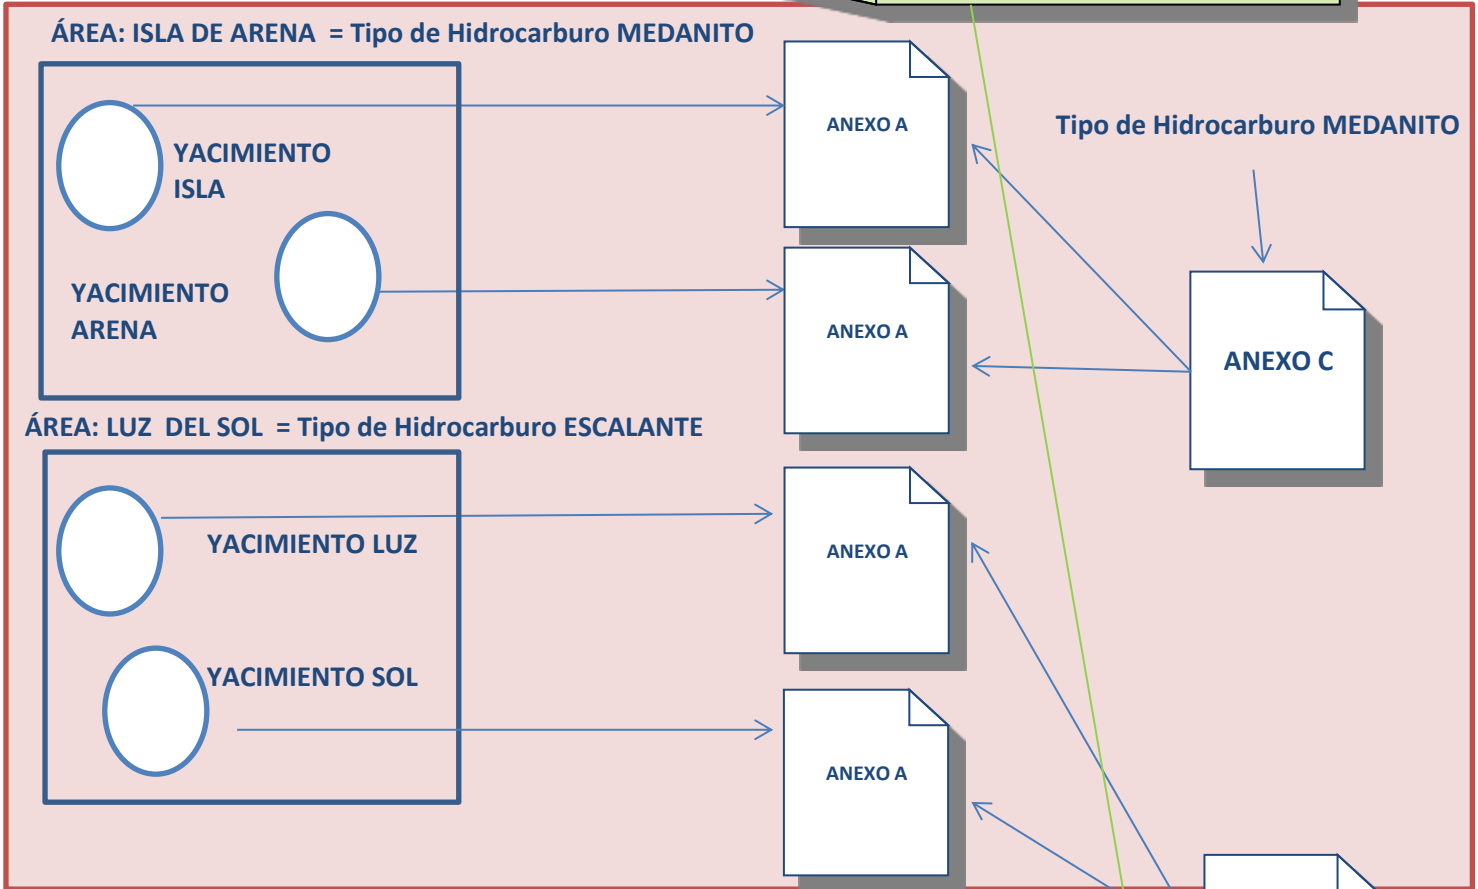 ÁREA: ISLA DE ARENA = Tipo de Hidrocarburo MEDANITO
YACIMIENTO
ISLA
YACIMIENTO
ARENA
ANEXO A
ANEXO A
Tipo de Hidrocarburo MEDANITO
ANEXO C
ÁREA: LUZ DEL SOL = Tipo de Hidrocarburo ESCALANTE
YACIMIENTO LUZ
YACIMIENTO SOL
ANEXO A
ANEXO A